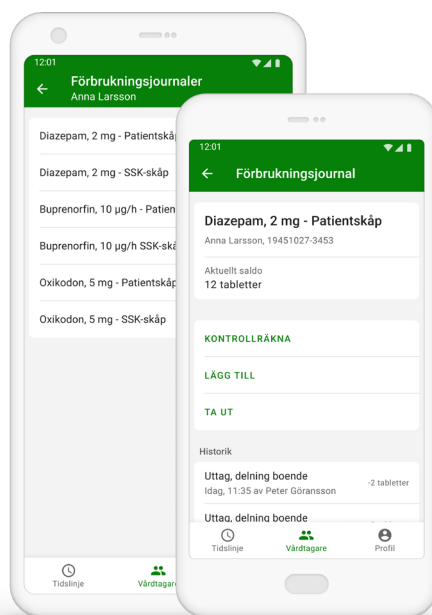 12:01
Förbrukningsjournaler
Anna Larsson
Diazepam, 2 mg - Patientskå
Diazepam, 2 mg - SSK-skåp
Buprenorfin, 10 µg/h - Patien
Buprenorfin, 10 µg/h SSK-skå
Oxikodon, 5 mg - Patientskåp
Oxikodon, 5 mg - SSK-skåp
Tidslinje
Vårdtagare
12:01
Förbrukningsjournal
Diazepam, 2 mg - Patientskåp
Anna Larsson, 19451027-3453
Aktuellt saldo
12 tabletter
KONTROLLRÄKNA
LÄGG TILL
TA UT
Historik
Uttag, delning boende
-2 tabletter
Idag, 11:35 av Peter Göransson
Uttag, delning boende
Tidslinje
Vårdtagare
Profil